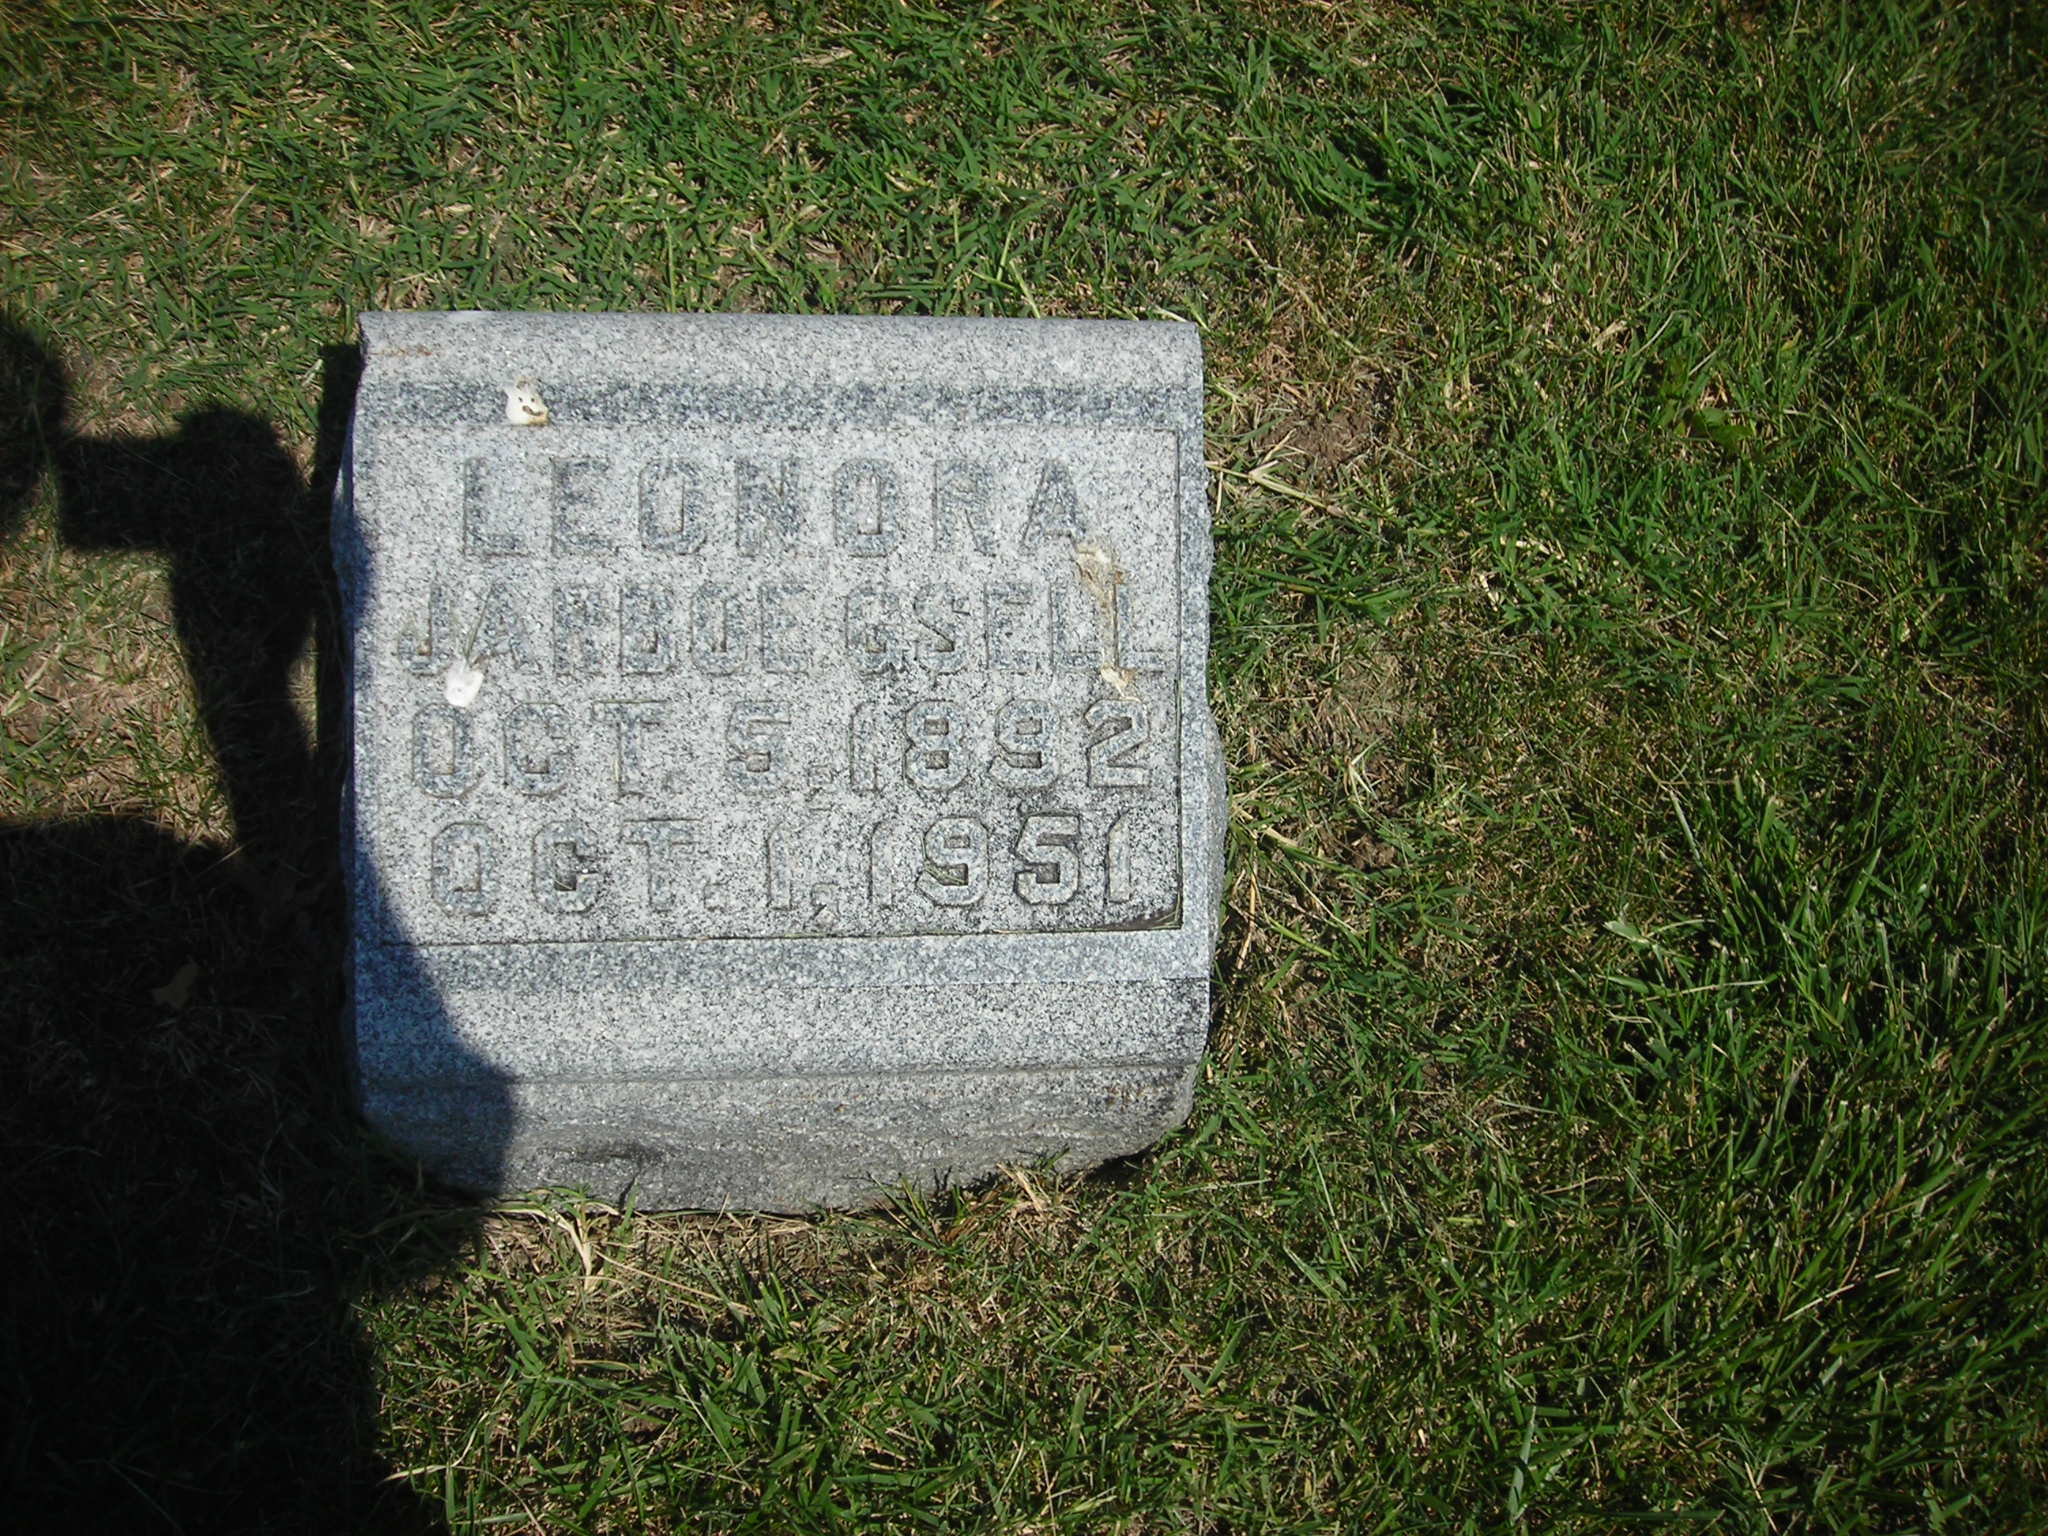 LEONORA
JARBOE GSELL
OCT. 5, 1892
OCT. 1, 1951